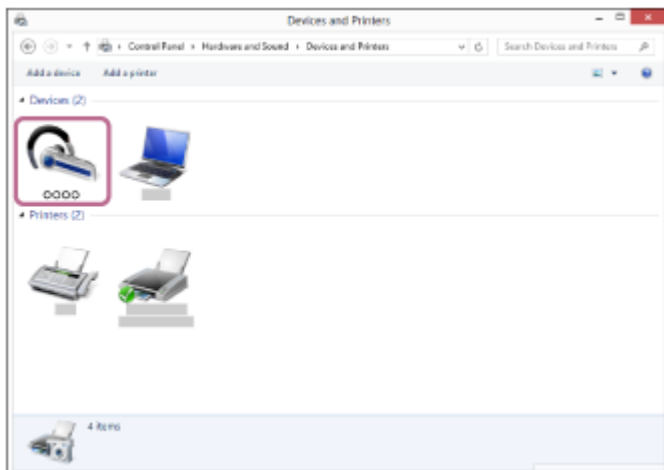 Devices and Printers
Control Panel › Hardware and Sound › Devices and Printers
Search Devices and Printers
Add a device Add a printer
Devices (2)
oooo
Printers (2)
4 items